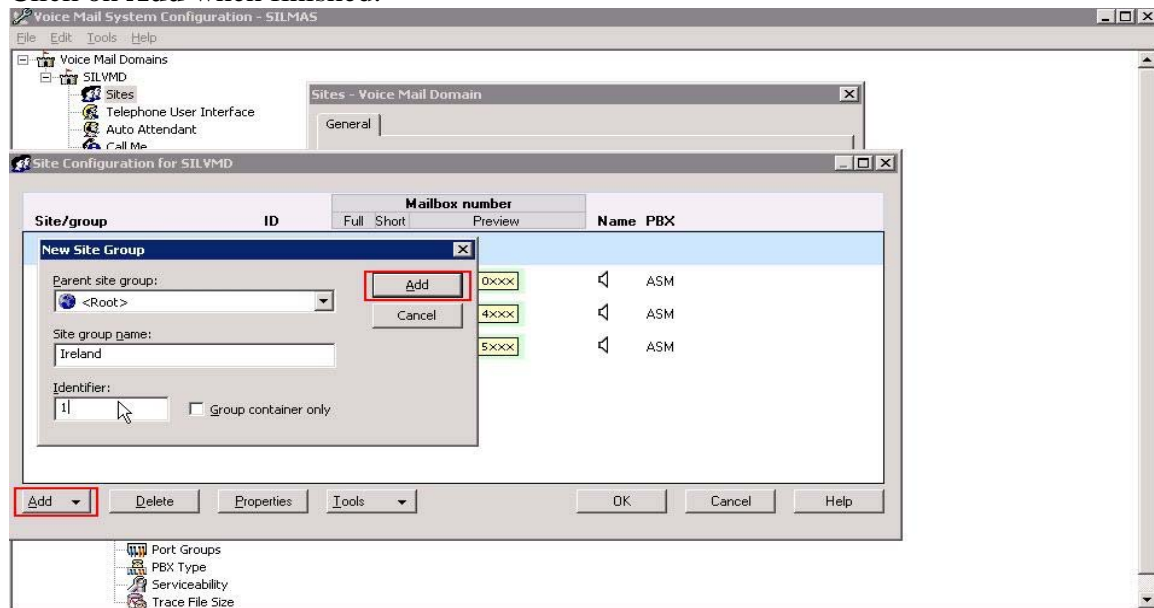 Click on Add when finished.
Voice Mail System Configuration - SILMAS
File Edit Tools Help
Voice Mail Domains
SILVMD
Sites
Telephone User Interface
Auto Attendant
Call Me
Sites - Voice Mail Domain
General
Site Configuration for SILVMD
Mailbox number
Site/group ID Full Short Preview Name PBX
New Site Group
Parent site group:
<Root>
Add
Cancel
Site group name:
Ireland
Identifier:
1
Group container only
0xxx ASM
4xxx ASM
5xxx ASM
Add Delete Properties Tools OK Cancel Help
Port Groups
PBX Type
Serviceability
Trace File Size